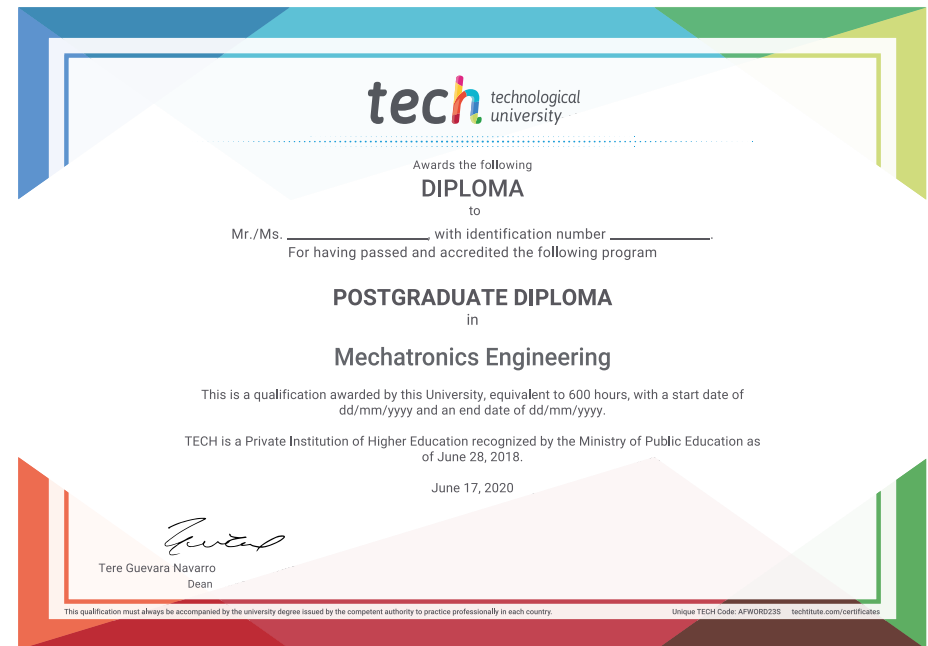 tech technological
university
Awards the following
DIPLOMA
to
Mr./Ms. ____________________, with identification number ______________.
For having passed and accredited the following program
POSTGRADUATE DIPLOMA
in
Mechatronics Engineering
This is a qualification awarded by this University, equivalent to 600 hours, with a start date of
dd/mm/yyyy and an end date of dd/mm/yyyy.
TECH is a Private Institution of Higher Education recognized by the Ministry of Public Education as
of June 28, 2018.
June 17, 2020
Tere Guevara Navarro
Dean
This qualification must always be accompanied by the university degree issued by the competent authority to practice professionally in each country.
Unique TECH Code: AFWORD23S techtitute.com/certificates